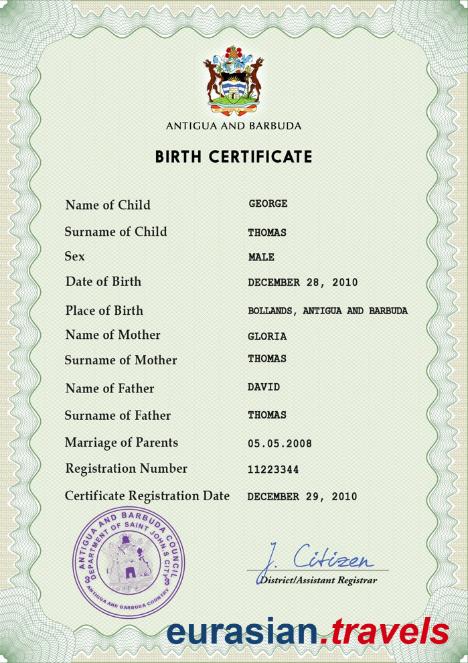 ANTIGUA AND BARBUDA
BIRTH CERTIFICATE
Name of Child GEORGE
Surname of Child THOMAS
Sex MALE
Date of Birth DECEMBER 28, 2010
Place of Birth BOLLANDS, ANTIGUA AND BARBUDA
Name of Mother GLORIA
Surname of Mother THOMAS
Name of Father DAVID
Surname of Father THOMAS
Marriage of Parents 05.05.2008
Registration Number 11223344
Certificate Registration Date DECEMBER 29, 2010
ANTIGUA AND BARBUDA COUNCIL
DEPARTMENT OF SAINT JOHN'S CITY
ANTIGUA AND BARBUDA COUNTRY
J. Citizen
District/Assistant Registrar
eurasian.travels